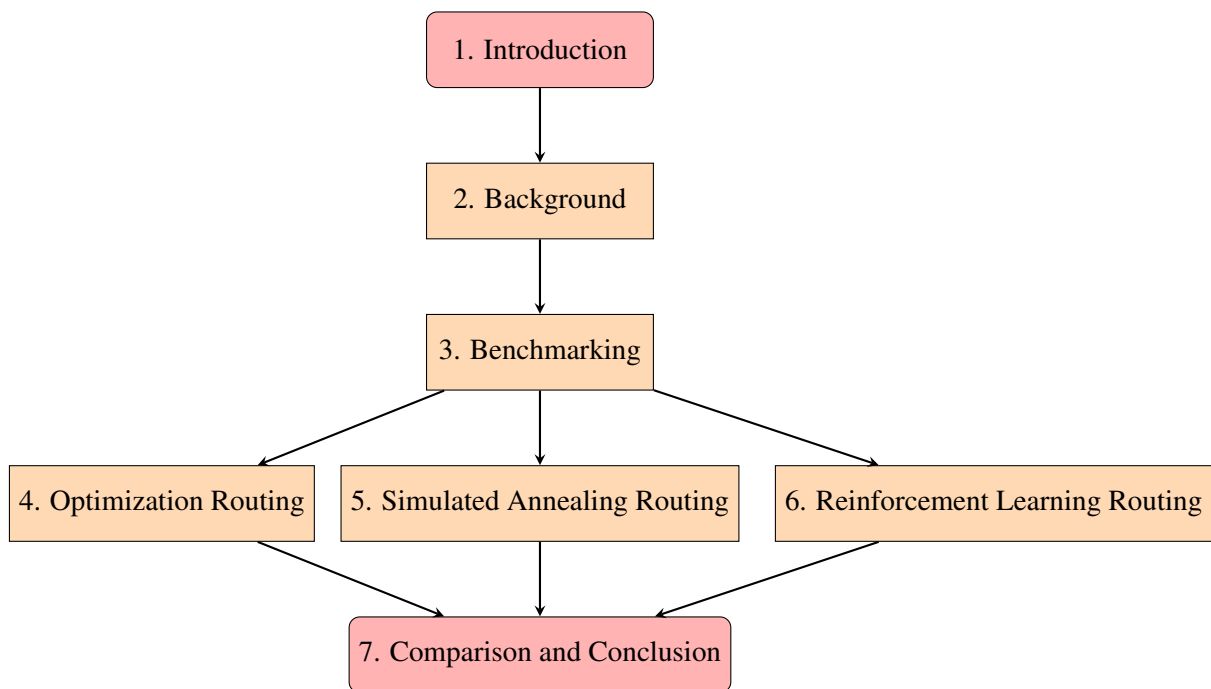 1. Introduction
2. Background
3. Benchmarking
4. Optimization Routing
5. Simulated Annealing Routing
6. Reinforcement Learning Routing
7. Comparison and Conclusion